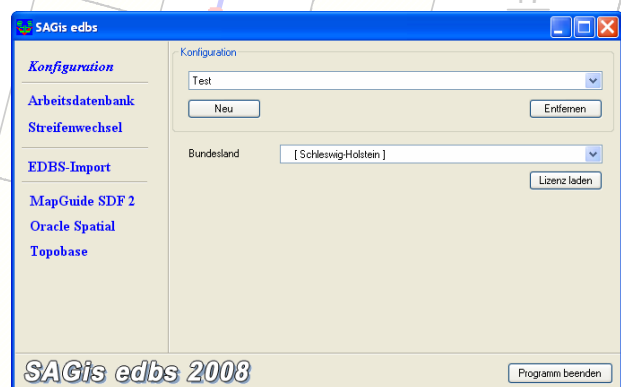 SAGis edbs
Konfiguration
Arbeitsdatenbank
Streifenwechsel
EDBS-Import
MapGuide SDF 2
Oracle Spatial
Topobase
Konfiguration
Test
Neu
Entfernen
Bundesland
[ Schleswig-Holstein ]
Lizenz laden
SAGis edbs 2008
Programm beenden